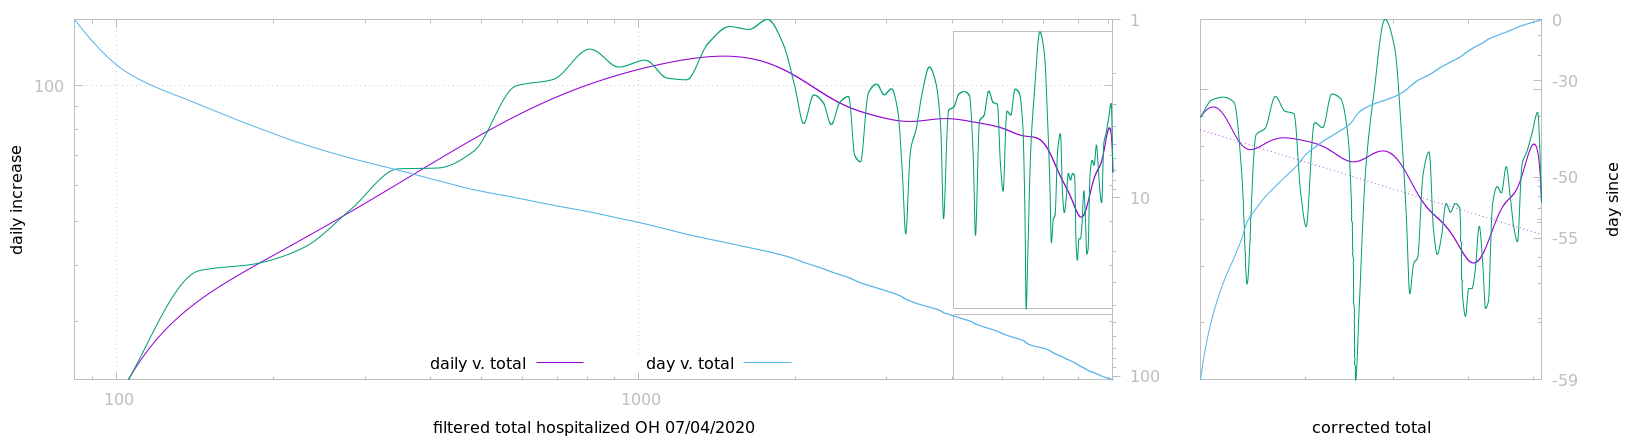 1
0
100
-30
daily increase
10
-50
-55
day since
daily v. total
day v. total
100
-59
100
1000
filtered total hospitalized OH 07/04/2020
corrected total